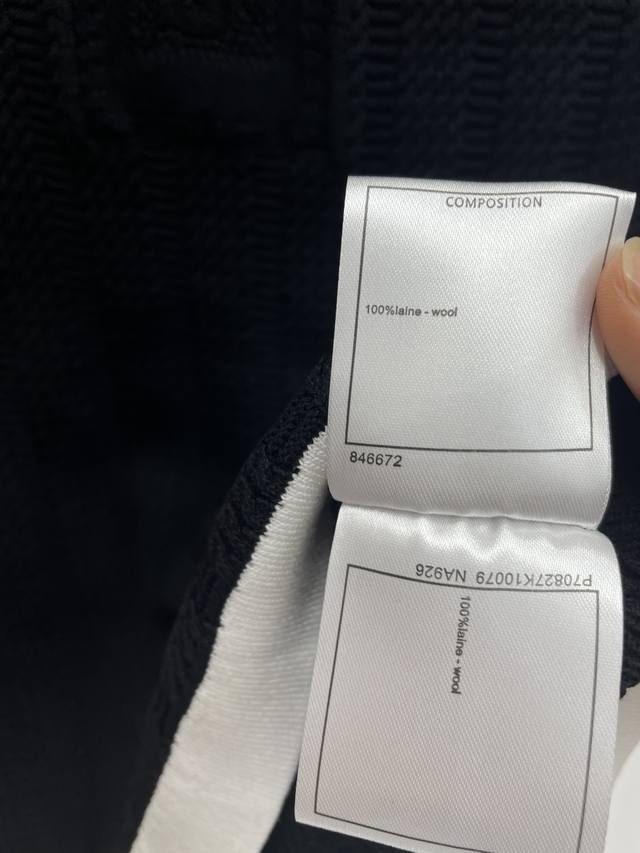 COMPOSITION
100%laine - wool
846672
P70827K10079 NA926
100%laine - wool